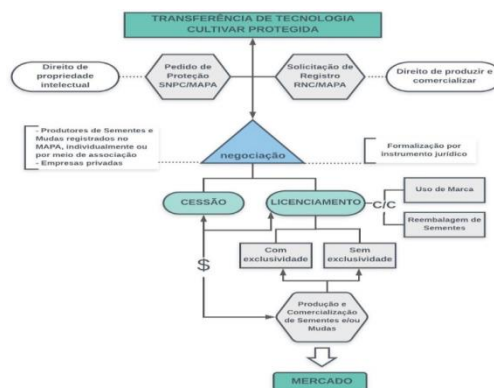 TRANSFERÊNCIA DE TECNOLOGIA
CULTIVAR PROTEGIDA
Direito de
propriedade
intelectual
Pedido de
Proteção
SNPC/MAPA
Solicitação de
Registro
RNC/MAPA
Direito de produzir e
comercializar
- Produtores de Sementes e
Mudas registrados no
MAPA, individualmente ou
por meio de associação
- Empresas privadas
negociação
Formalização por
instrumento jurídico
CESSÃO
LICENCIAMENTO
C/C
Uso de Marca
Reembalagem de
Sementes
Com
exclusividade
Sem
exclusividade
$
Produção e
Comercialização
de Sementes e/ou
Mudas
MERCADO